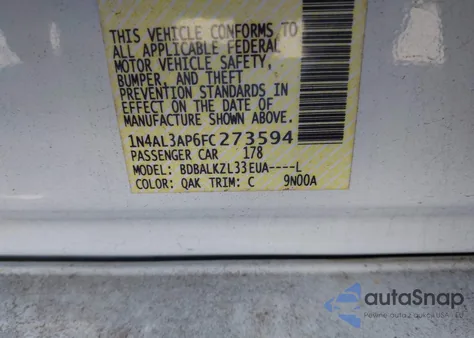 THIS VEHICLE CONFORMS TO
ALL APPLICABLE FEDERAL
MOTOR VEHICLE SAFETY,
BUMPER, AND THEFT
PREVENTION STANDARDS IN
EFFECT ON THE DATE OF
MANUFACTURE SHOWN ABOVE.
1N4AL3AP6FC273594
PASSENGER CAR 178
MODEL: BDBALKZL33EUA----L
COLOR: QAK TRIM: C 9N00A
autoSnap